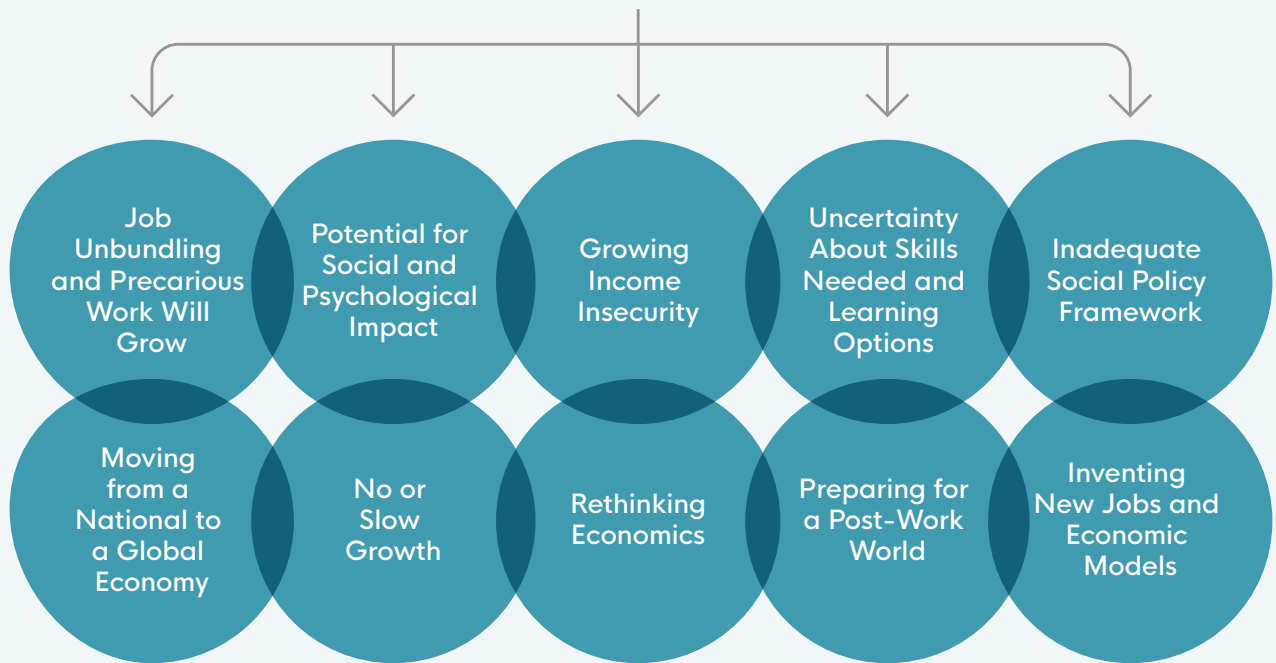 Job
Unbundling
and Precarious
Work Will
Grow
Potential for
Social and
Psychological
Impact
Growing
Income
Insecurity
Uncertainty
About Skills
Needed and
Learning
Options
Inadequate
Social Policy
Framework
Moving
from a
National to
a Global
Economy
No or
Slow
Growth
Rethinking
Economics
Preparing for
a Post-Work
World
Inventing
New Jobs and
Economic
Models